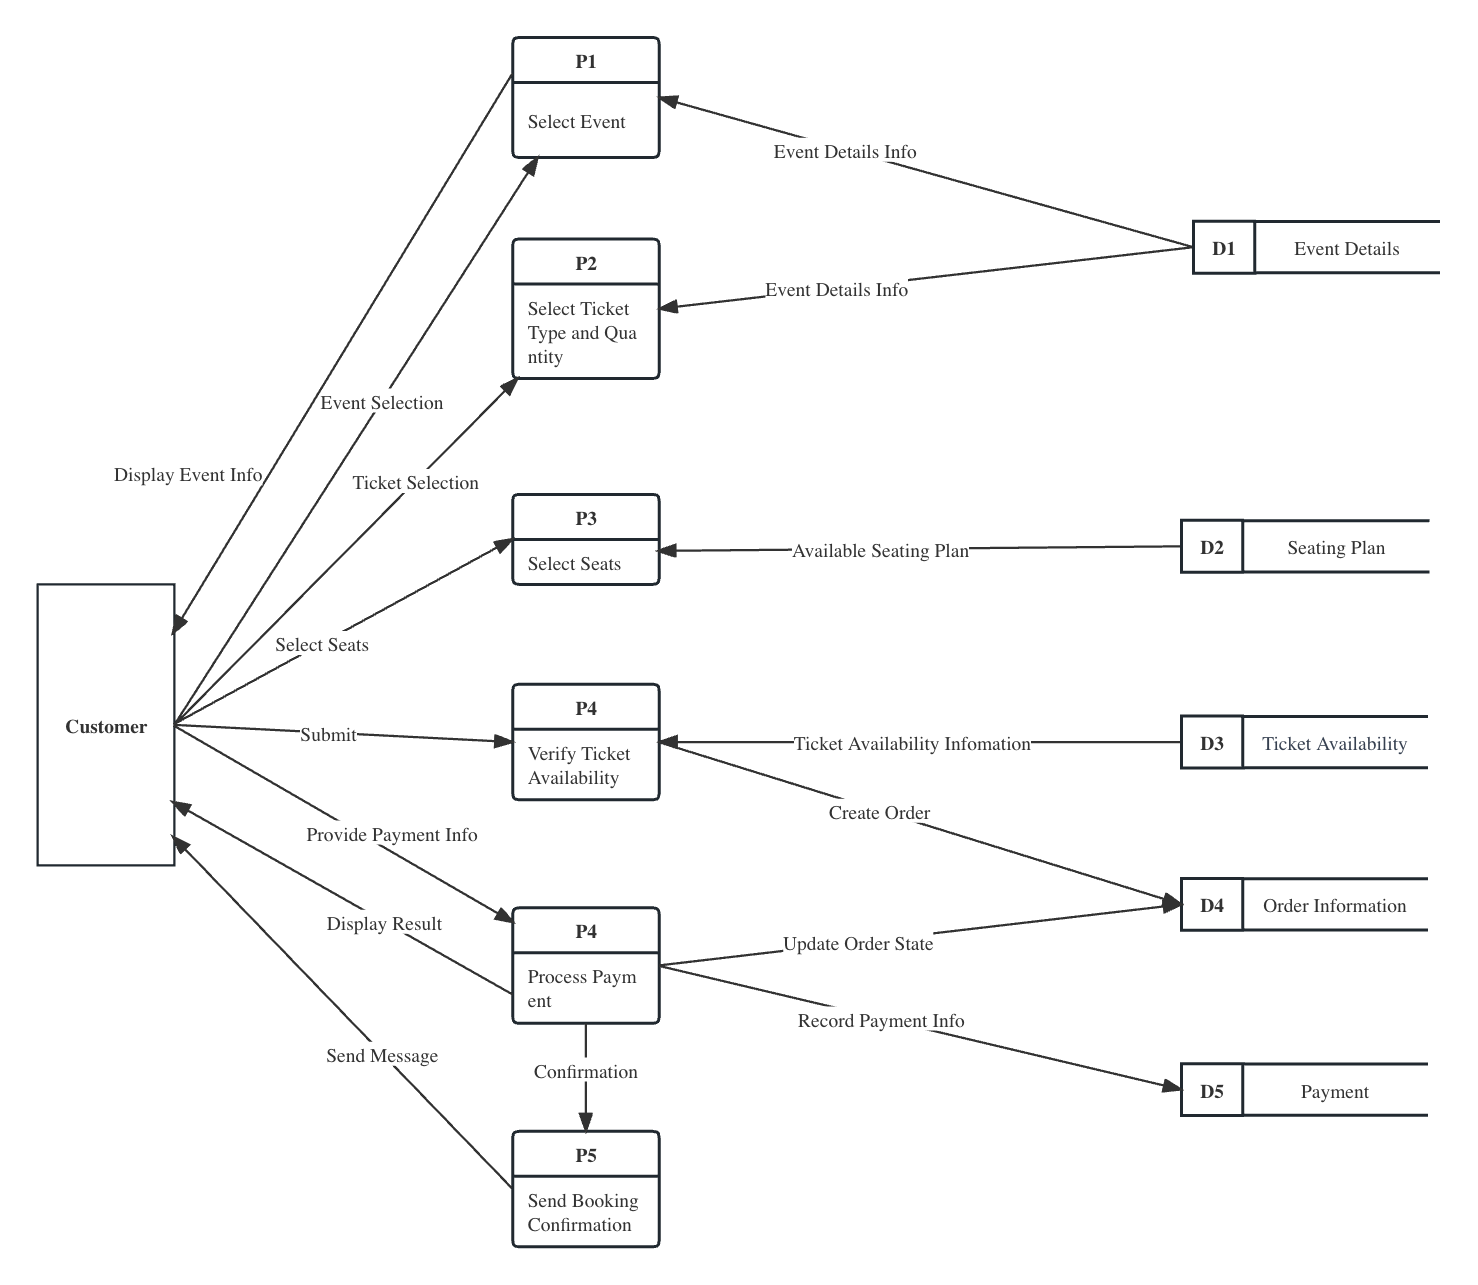 P1
Select Event
Event Details Info
D1
Event Details
P2
Select Ticket
Type and Qua
ntity
Event Details Info
Event Selection
Display Event Info
Ticket Selection
P3
Select Seats
Available Seating Plan
D2
Seating Plan
Select Seats
Customer
Submit
P4
Verify Ticket
Availability
Ticket Availability Infomation
D3
Ticket Availability
Create Order
Provide Payment Info
D4
Order Information
Display Result
P4
Process Paym
ent
Update Order State
Record Payment Info
Send Message
Confirmation
D5
Payment
P5
Send Booking
Confirmation